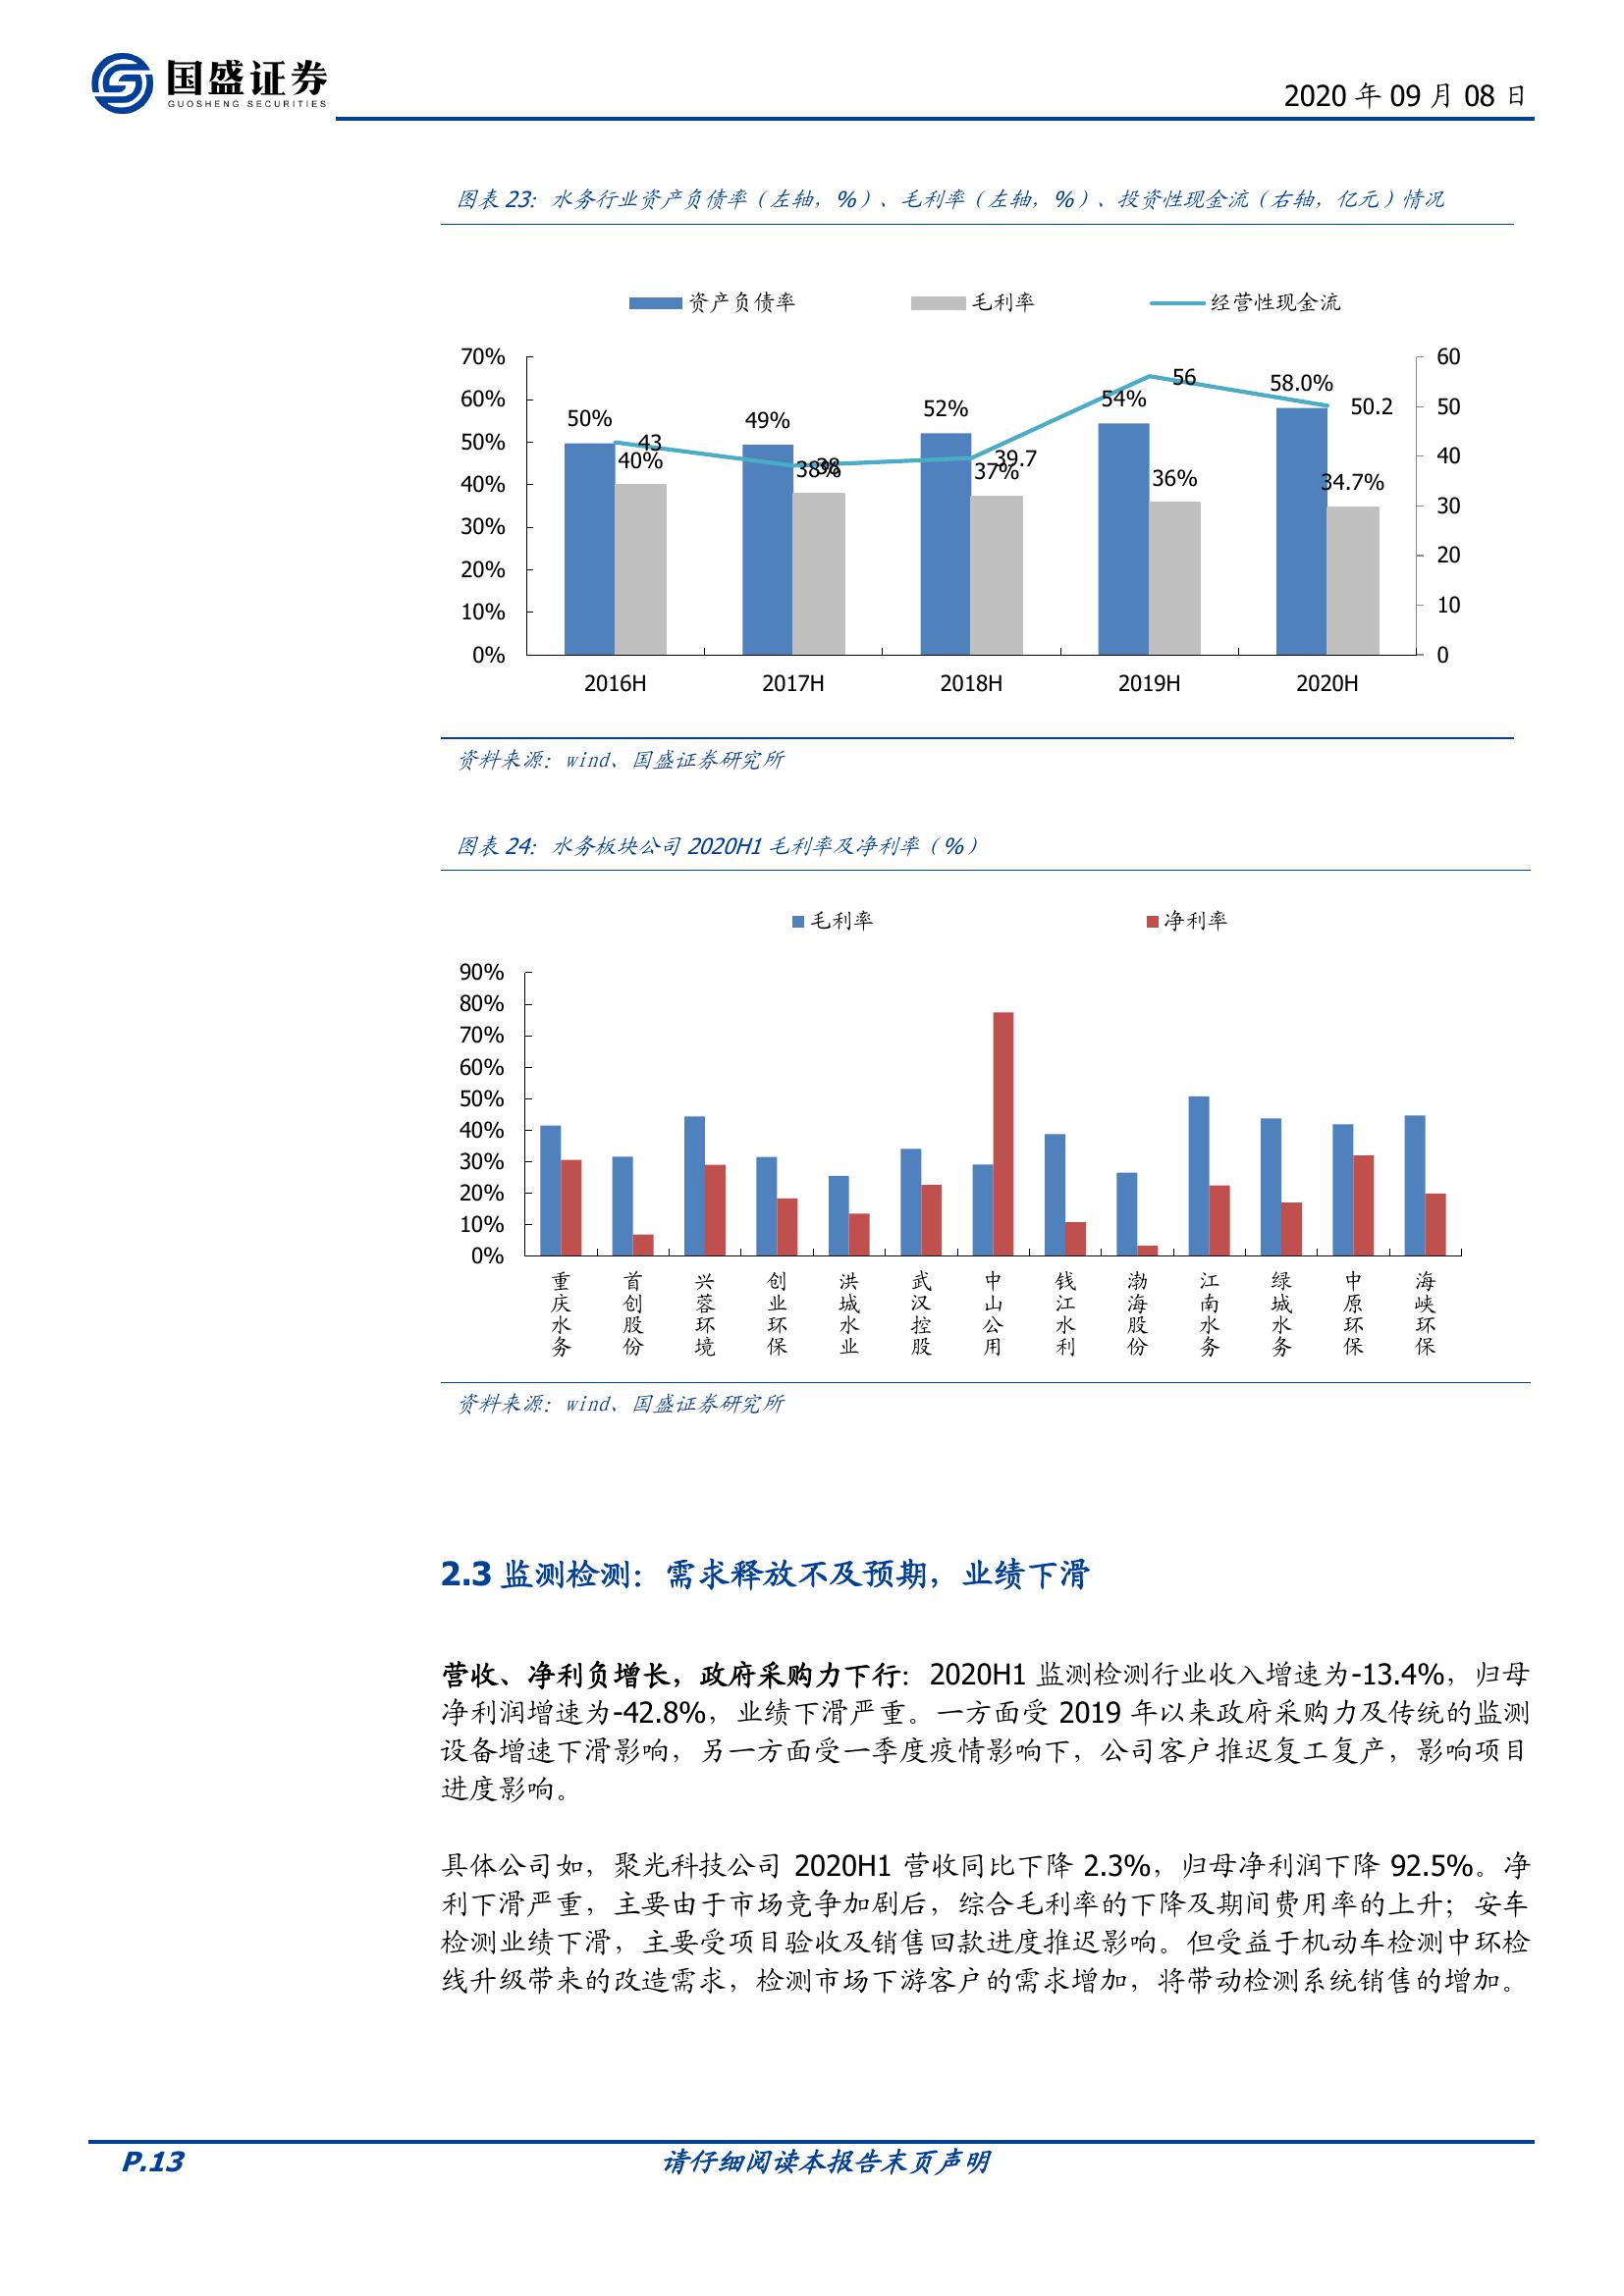 国盛证券
GUOSHENG SECURITIES
2020 年 09 月 08 日
图表 23：水务行业资产负债率（左轴，%）、毛利率（左轴，%）、投资性现金流（右轴，亿元）情况
资产负债率 毛利率 经营性现金流
70% 60
60% 50
50% 40
40% 30
30% 20
20% 10
10% 0
0%
50% 49% 52% 54% 58.0%
43 38 39.7 56 50.2
40% 38% 37% 36% 34.7%
2016H 2017H 2018H 2019H 2020H
资料来源：wind、国盛证券研究所
图表 24：水务板块公司 2020H1 毛利率及净利率（%）
毛利率 净利率
90%
80%
70%
60%
50%
40%
30%
20%
10%
0%
重庆水务 首创股份 兴蓉环境 创业环保 洪城水业 武汉控股 中山公用 钱江水利 渤海股份 江南水务 绿城水务 中原环保 海峡环保
资料来源：wind、国盛证券研究所
2.3 监测检测：需求释放不及预期，业绩下滑
营收、净利负增长，政府采购力下行：2020H1 监测检测行业收入增速为-13.4%，归母
净利润增速为-42.8%，业绩下滑严重。一方面受 2019 年以来政府采购力及传统的监测
设备增速下滑影响，另一方面受一季度疫情影响下，公司客户推迟复工复产，影响项目
进度影响。
具体公司如，聚光科技公司 2020H1 营收同比下降 2.3%，归母净利润下降 92.5%。净
利下滑严重，主要由于市场竞争加剧后，综合毛利率的下降及期间费用率的上升；安车
检测业绩下滑，主要受项目验收及销售回款进度推迟影响。但受益于机动车检测中环检
线升级带来的改造需求，检测市场下游客户的需求增加，将带动检测系统销售的增加。
P.13 请仔细阅读本报告末页声明